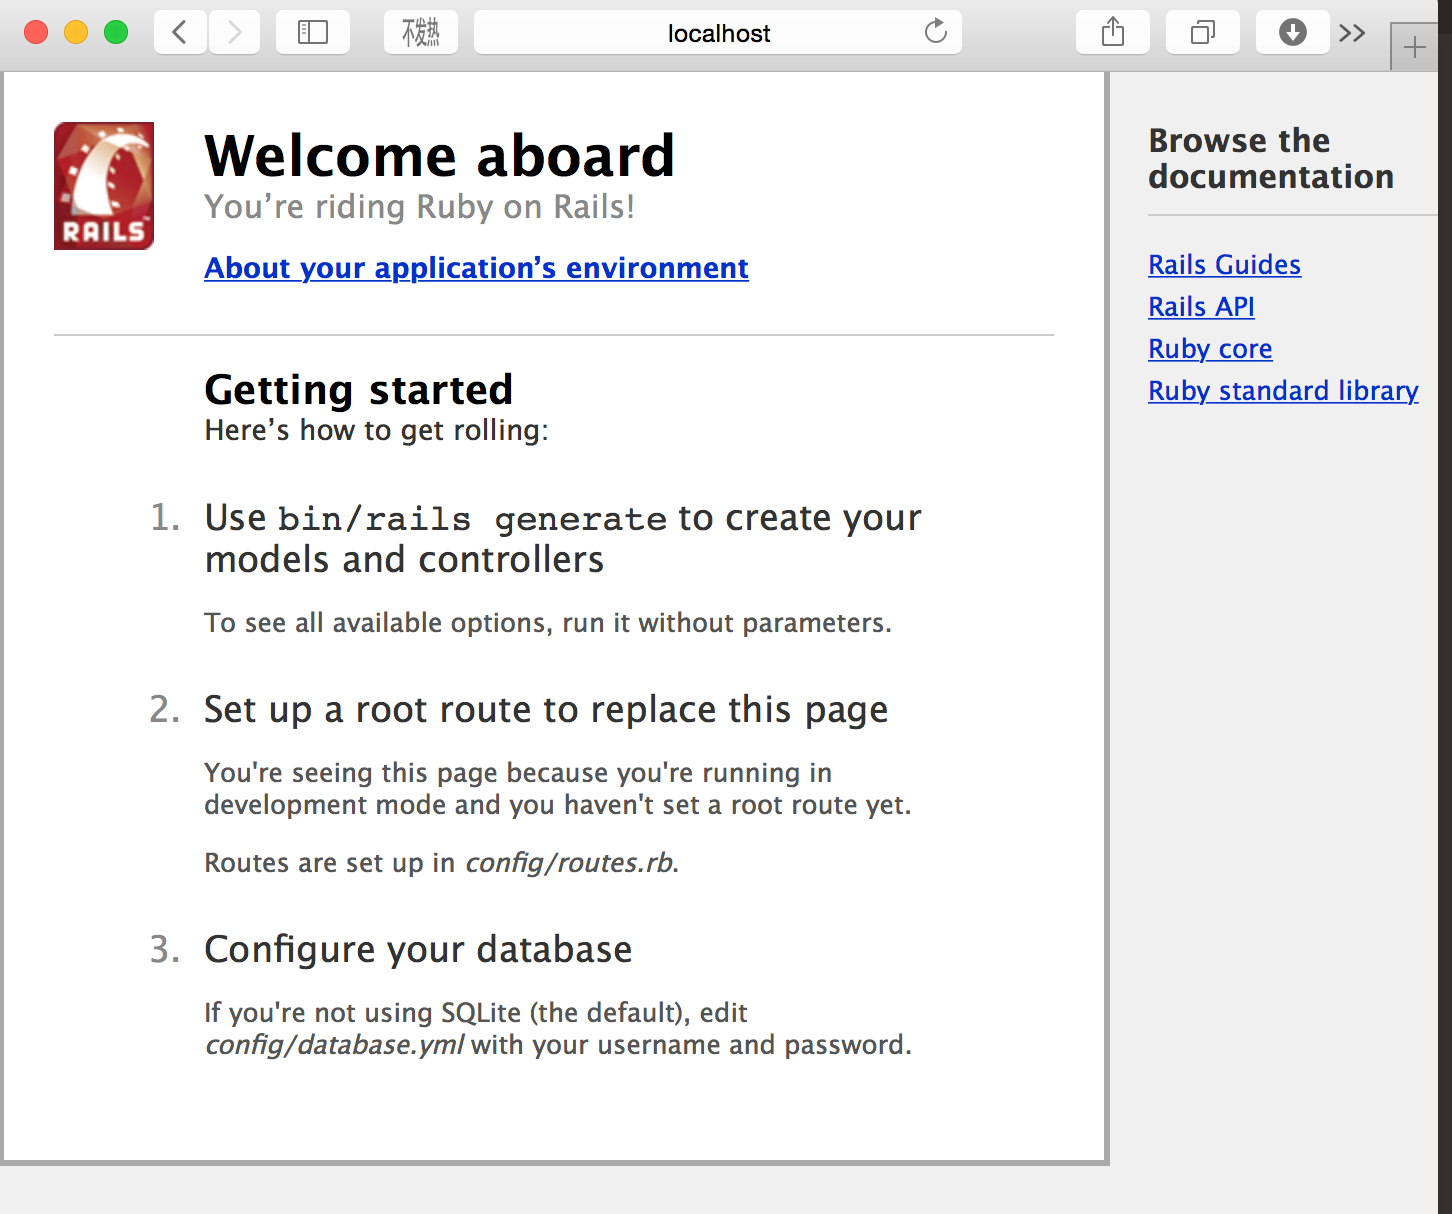 不发热
localhost
RAILS
Welcome aboard
You’re riding Ruby on Rails!
About your application’s environment
Getting started
Here’s how to get rolling:
1. Use bin/rails generate to create your
models and controllers
To see all available options, run it without parameters.
2. Set up a root route to replace this page
You're seeing this page because you're running in
development mode and you haven't set a root route yet.
Routes are set up in config/routes.rb.
3. Configure your database
If you're not using SQLite (the default), edit
config/database.yml with your username and password.
Browse the
documentation
Rails Guides
Rails API
Ruby core
Ruby standard library